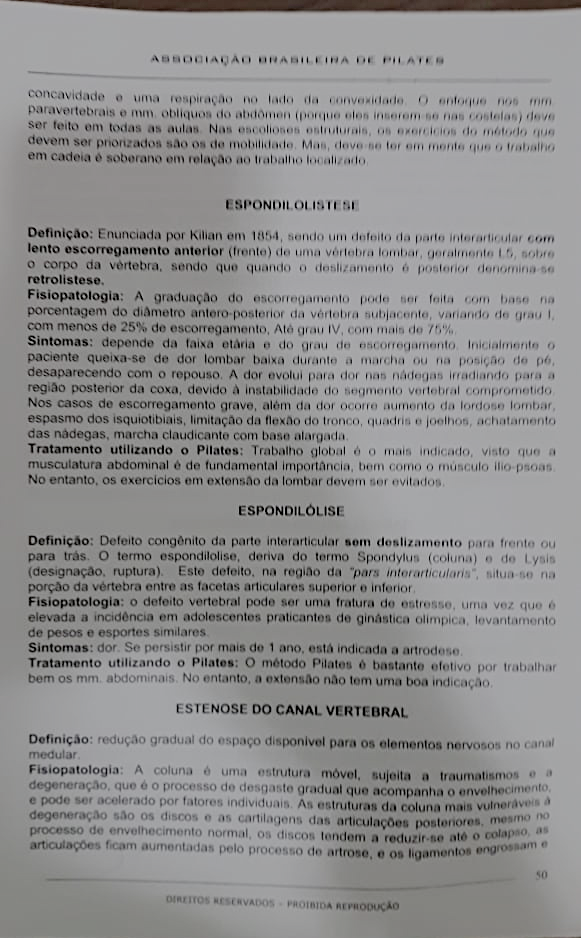 ASSOCIAÇÃO BRASILEIRA DE PILATES
concavidade e uma respiração no lado da convexidade. O enfoque nos mm.
paravertebrais e mm. oblíquos do abdômen (porque eles inserem-se nas costelas) deve
ser feito em todas as aulas. Nas escolioses estruturais, os exercícios do método que
devem ser priorizados são os de mobilidade. Mas, deve-se ter em mente que o trabalho
em cadeia é soberano em relação ao trabalho localizado.
ESPONDILOLISTESE
Definição: Enunciada por Kilian em 1854, sendo um defeito da parte interarticular com
lento escorregamento anterior (frente) de uma vértebra lombar, geralmente L5, sobre
o corpo da vértebra, sendo que quando o deslizamento é posterior denomina-se
retrolistese.
Fisiopatologia: A graduação do escorregamento pode ser feita com base na
porcentagem do diâmetro antero-posterior da vértebra subjacente, variando de grau I,
com menos de 25% de escorregamento, Até grau IV, com mais de 75%.
Sintomas: depende da faixa etária e do grau de escorregamento. Inicialmente o
paciente queixa-se de dor lombar baixa durante a marcha ou na posição de pé,
desaparecendo com o repouso. A dor evolui para dor nas nádegas irradiando para a
região posterior da coxa, devido à instabilidade do segmento vertebral comprometido.
Nos casos de escorregamento grave, além da dor ocorre aumento da lordose lombar,
espasmo dos isquiotibiais, limitação da flexão do tronco, quadris e joelhos, achatamento
das nádegas, marcha claudicante com base alargada.
Tratamento utilizando o Pilates: Trabalho global é o mais indicado, visto que a
musculatura abdominal é de fundamental importância, bem como o músculo ílio-psoas.
No entanto, os exercícios em extensão da lombar devem ser evitados.
ESPONDILÓLISE
Definição: Defeito congênito da parte interarticular sem deslizamento para frente ou
para trás. O termo espondilolise, deriva do termo Spondylus (coluna) e de Lysis
(designação, ruptura). Este defeito, na região da "pars interarticularis", situa-se na
porção da vértebra entre as facetas articulares superior e inferior.
Fisiopatologia: o defeito vertebral pode ser uma fratura de estresse, uma vez que é
elevada a incidência em adolescentes praticantes de ginástica olímpica, levantamento
de pesos e esportes similares.
Sintomas: dor. Se persistir por mais de 1 ano, está indicada a artrodese.
Tratamento utilizando o Pilates: O método Pilates é bastante efetivo por trabalhar
bem os mm. abdominais. No entanto, a extensão não tem uma boa indicação.
ESTENOSE DO CANAL VERTEBRAL
Definição: redução gradual do espaço disponível para os elementos nervosos no canal
medular.
Fisiopatologia: A coluna é uma estrutura móvel, sujeita a traumatismos e a
degeneração, que é o processo de desgaste gradual que acompanha o envelhecimento,
e pode ser acelerado por fatores individuais. As estruturas da coluna mais vulneráveis à
degeneração são os discos e as cartilagens das articulações posteriores, mesmo no
processo de envelhecimento normal, os discos tendem a reduzir-se até o colapso, as
articulações ficam aumentadas pelo processo de artrose, e os ligamentos engrossam e
50
DIREITOS RESERVADOS - PROIBIDA REPRODUÇÃO